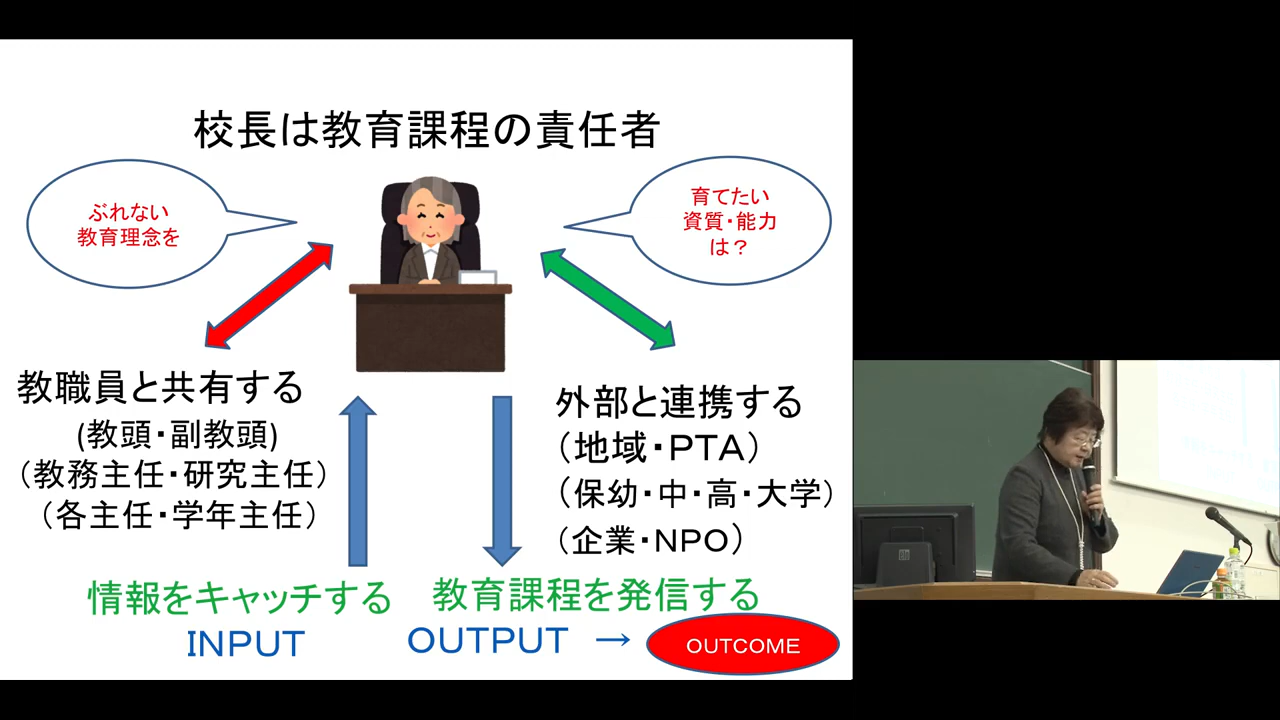 校長は教育課程の責任者
ぶれない
教育理念を
育てたい
資質・能力
は？
教職員と共有する
(教頭・副教頭)
（教務主任・研究主任）
（各主任・学年主任）
外部と連携する
（地域・PTA）
（保幼・中・高・大学）
（企業・NPO）
情報をキャッチする
INPUT
教育課程を発信する
OUTPUT →
OUTCOME